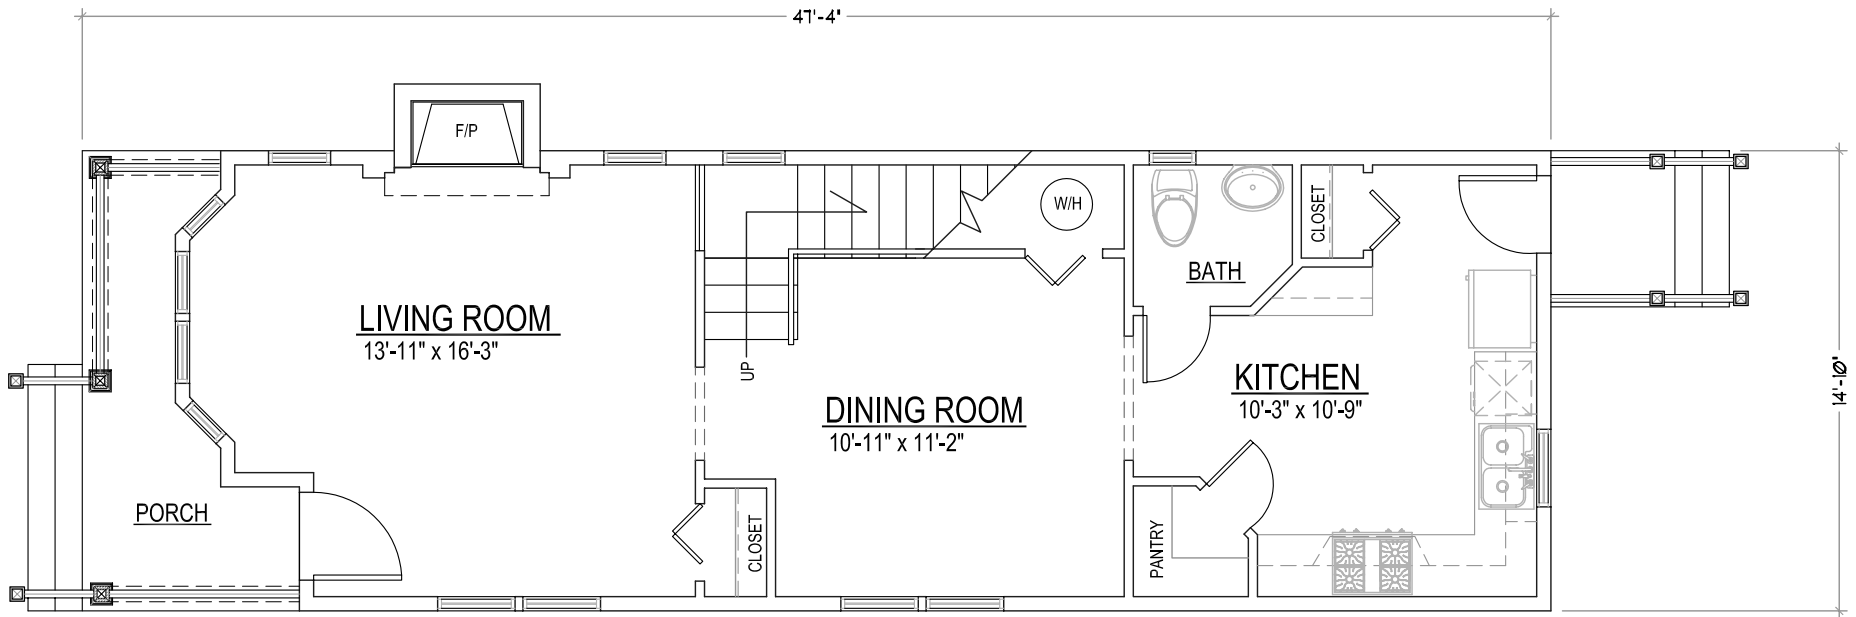 47'-4"
F/P
W/H
CLOSET
BATH
LIVING ROOM
13'-11" x 16'-3"
UP
KITCHEN
10'-3" x 10'-9"
14'-10"
DINING ROOM
10'-11" x 11'-2"
PORCH
CLOSET
PANTRY